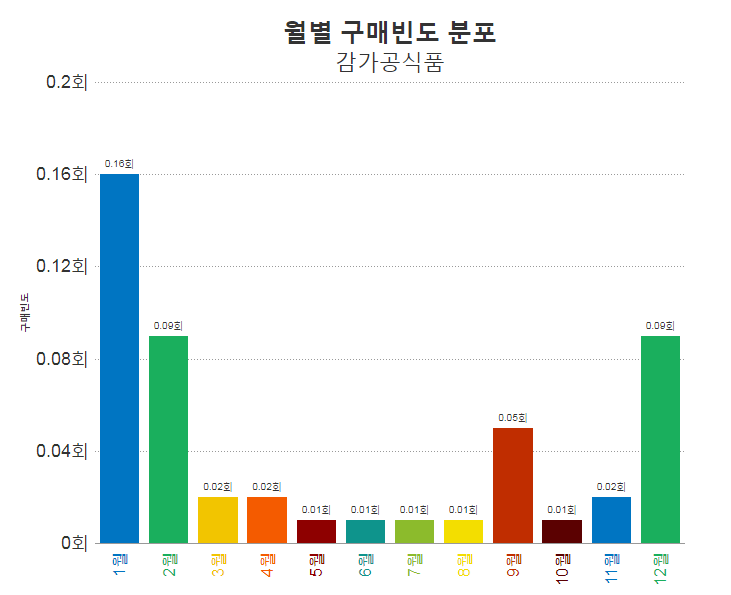 월별 구매빈도 분포
감가공식품
구매빈도
0.2회
0.16회
0.12회
0.08회
0.04회
0회
0.16회
0.09회
0.02회
0.02회
0.01회
0.01회
0.01회
0.01회
0.05회
0.01회
0.02회
0.09회
1월
2월
3월
4월
5월
6월
7월
8월
9월
10월
11월
12월